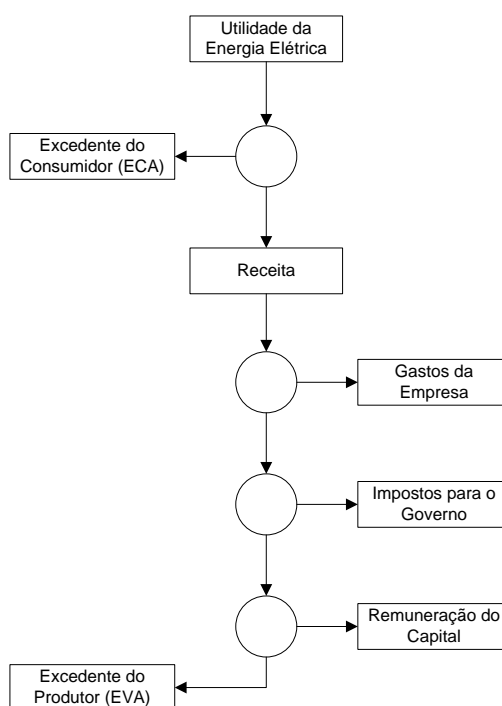 Utilidade da
Energia Elétrica
Excedente do
Consumidor (ECA)
Receita
Gastos da
Empresa
Impostos para o
Governo
Remuneração do
Capital
Excedente do
Produtor (EVA)